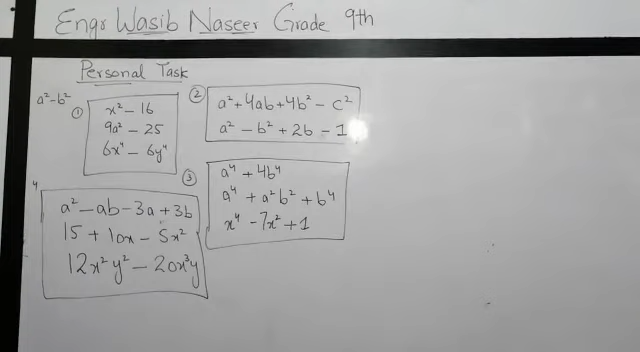 Engr Wasib Naseer Grade 9th
Personal Task
a²-b²
①
x² - 16
9a² - 25
6x⁴ - 6y⁴
②
a² + 4ab + 4b² - c²
a² - b² + 2b - 1
③
a⁴ + 4b⁴
a⁴ + a²b² + b⁴
x⁴ - 7x² + 1
4
a² - ab - 3a + 3b
15 + 10x - 5x²
12x²y² - 20x³y